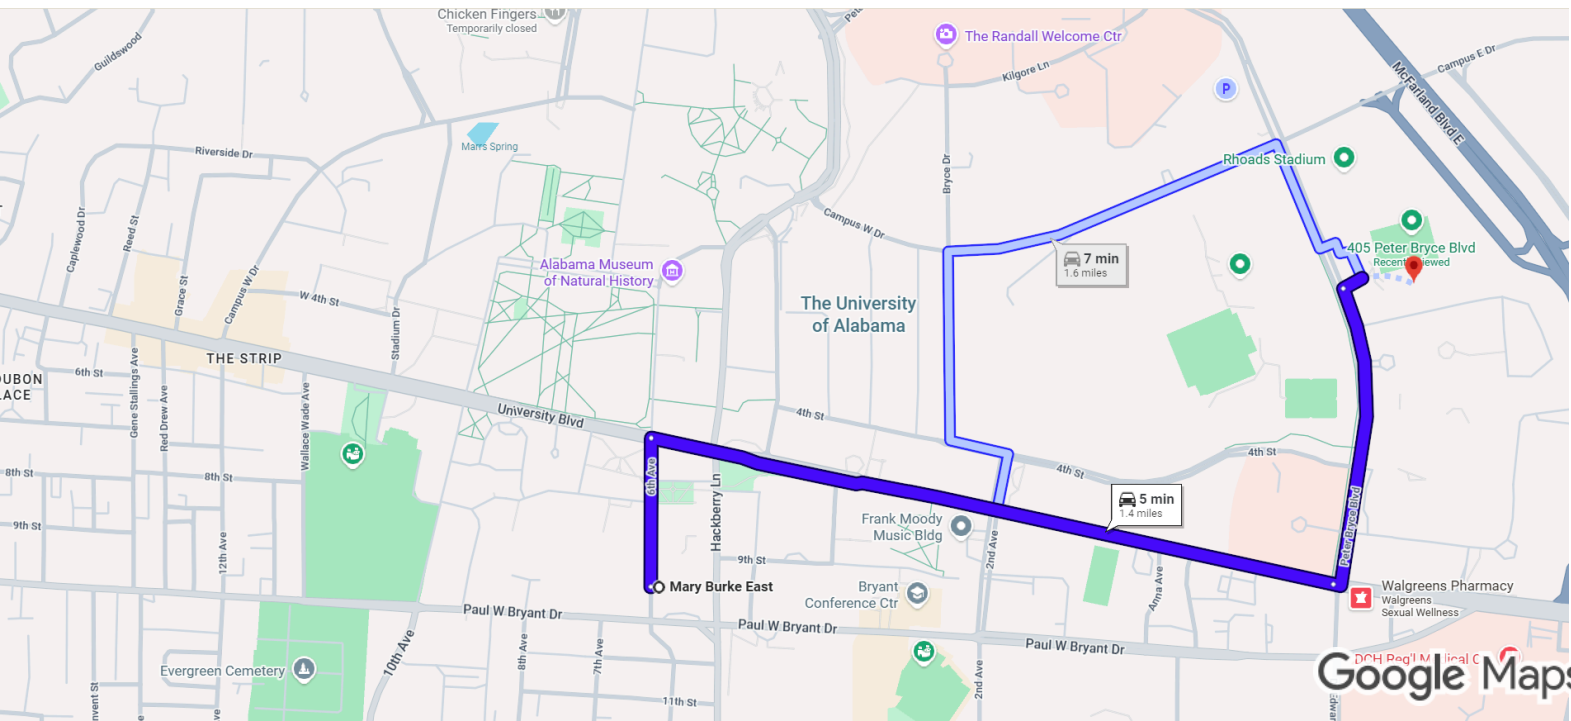 Chicken Fingers
Temporarily closed
The Randall Welcome Ctr
Kilgore Ln
Campus E Dr
McFarland Blvd E
Guildswood
P
Marrs Spring
Riverside Dr
Rhoads Stadium
Bryce Dr
Caplewood Dr
Reed St
Campus W Dr
405 Peter Bryce Blvd
7 min
1.6 miles
Alabama Museum
of Natural History
Grace St
Campus W Dr
W 4th St
The University
of Alabama
Stadium Dr
THE STRIP
6th St
Gene Stallings Ave
Red Drew Ave
Wallace Wade Ave
University Blvd
4th St
4th St
4th St
8th St
8th St
6th Ave
Hackberry Ln
5 min
1.4 miles
Peter Bryce Blvd
9th St
12th Ave
Frank Moody
Music Bldg
2nd Ave
9th St
Anna Ave
Mary Burke East
Bryant
Conference Ctr
Walgreens Pharmacy
Walgreens
Sexual Wellness
Paul W Bryant Dr
Paul W Bryant Dr
Paul W Bryant Dr
10th Ave
8th Ave
7th Ave
2nd Ave
Evergreen Cemetery
11th St
Google Maps